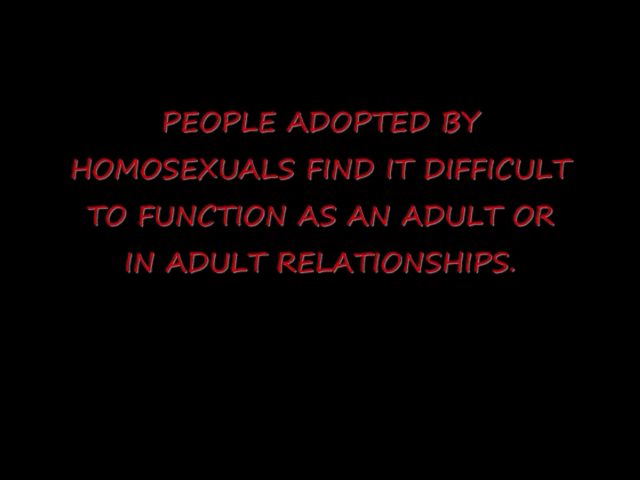 PEOPLE ADOPTED BY
HOMOSEXUALS FIND IT DIFFICULT
TO FUNCTION AS AN ADULT OR
IN ADULT RELATIONSHIPS.